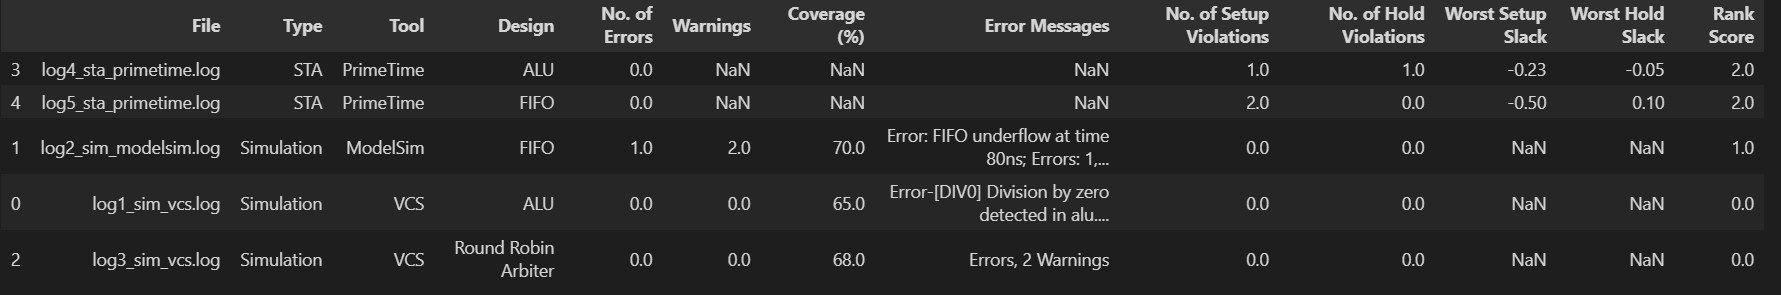 File Type Tool Design No. of Errors Warnings Coverage (%) Error Messages No. of Setup Violations No. of Hold Violations Worst Setup Slack Worst Hold Slack Rank Score
3 log4_sta_primetime.log STA PrimeTime ALU 0.0 NaN NaN NaN 1.0 1.0 -0.23 -0.05 2.0
4 log5_sta_primetime.log STA PrimeTime FIFO 0.0 NaN NaN NaN 2.0 0.0 -0.50 0.10 2.0
1 log2_sim_modelsim.log Simulation ModelSim FIFO 1.0 2.0 70.0 Error: FIFO underflow at time 80ns; Errors: 1,... 0.0 0.0 NaN NaN 1.0
0 log1_sim_vcs.log Simulation VCS ALU 0.0 0.0 65.0 Error-[DIV0] Division by zero detected in alu.... 0.0 0.0 NaN NaN 0.0
2 log3_sim_vcs.log Simulation VCS Round Robin Arbiter 0.0 0.0 68.0 Errors, 2 Warnings 0.0 0.0 NaN NaN 0.0